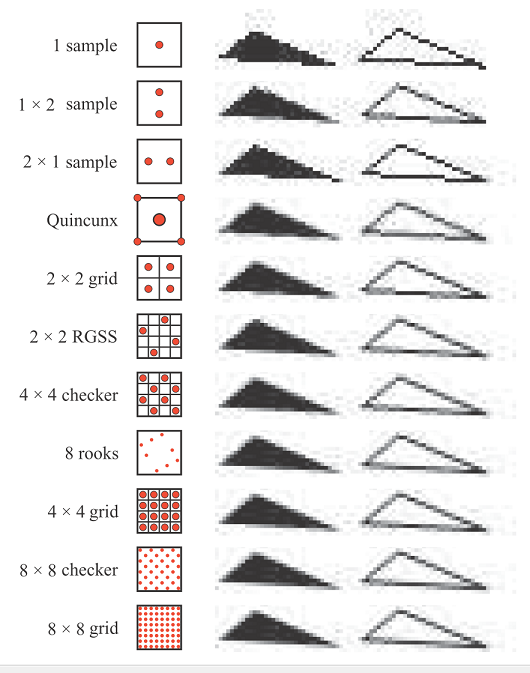 1 sample
1 × 2 sample
2 × 1 sample
Quincunx
2 × 2 grid
2 × 2 RGSS
4 × 4 checker
8 rooks
4 × 4 grid
8 × 8 checker
8 × 8 grid